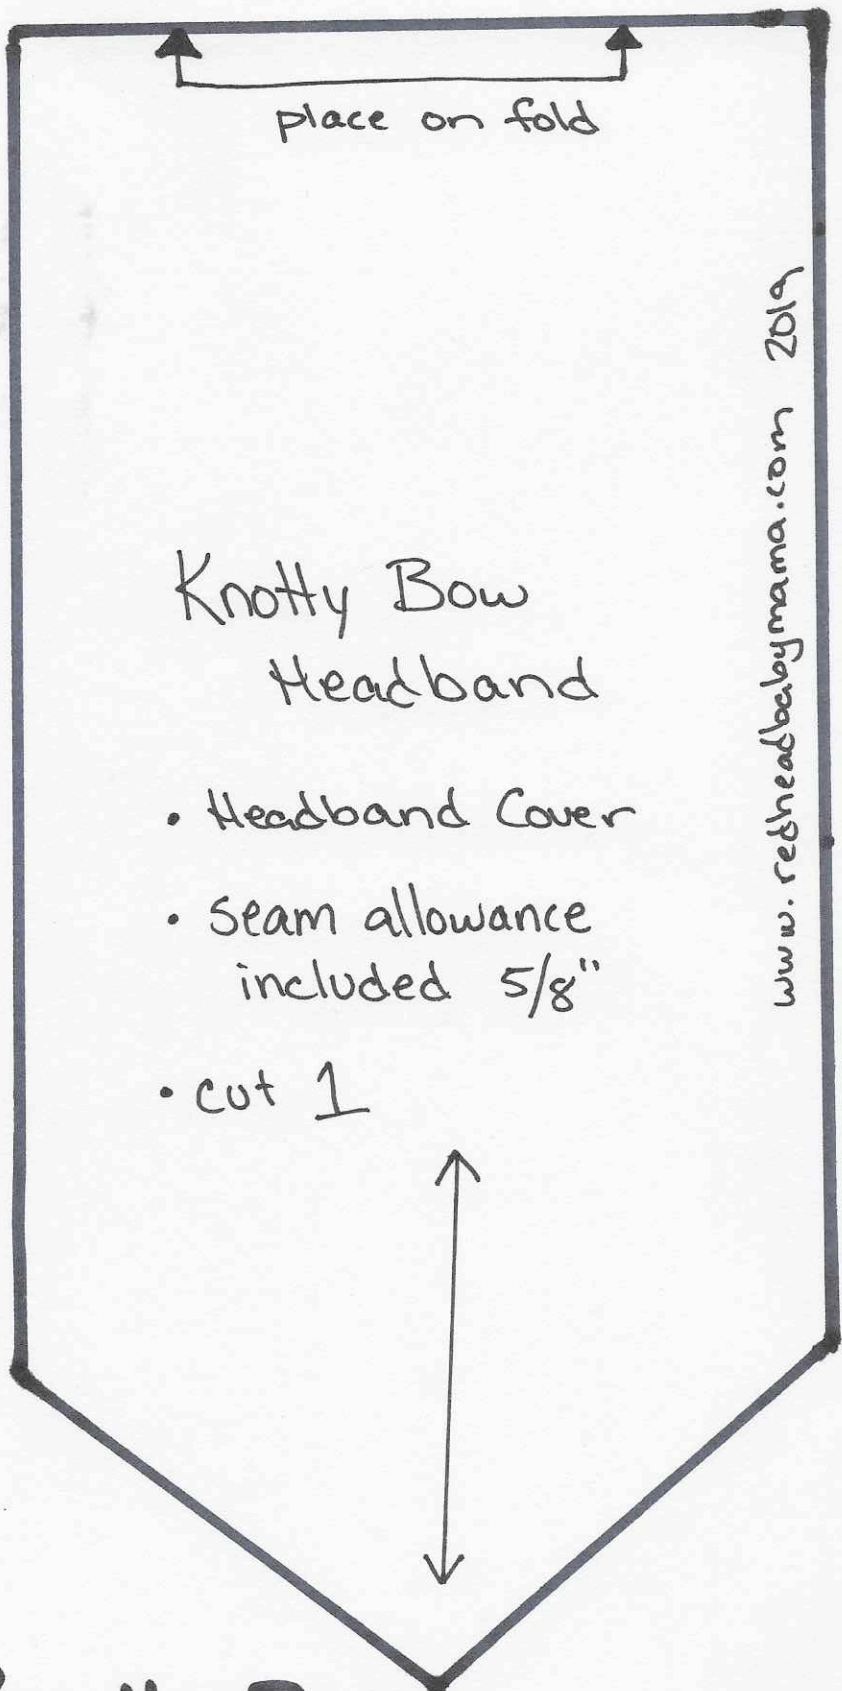 place on fold
Knotty Bow
Headband
• Headband Cover
• seam allowance
included 5/8"
• cut 1
www.redheadbabymama.com 2019